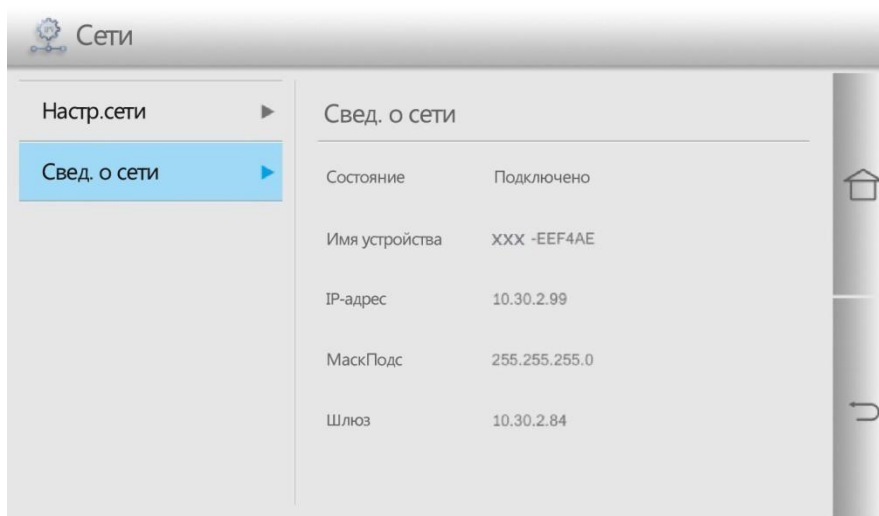 Сети
Настр.сети
Свед. о сети
Свед. о сети
Состояние Подключено
Имя устройства XXX -EEF4AE
IP-адрес 10.30.2.99
МаскПодс 255.255.255.0
Шлюз 10.30.2.84